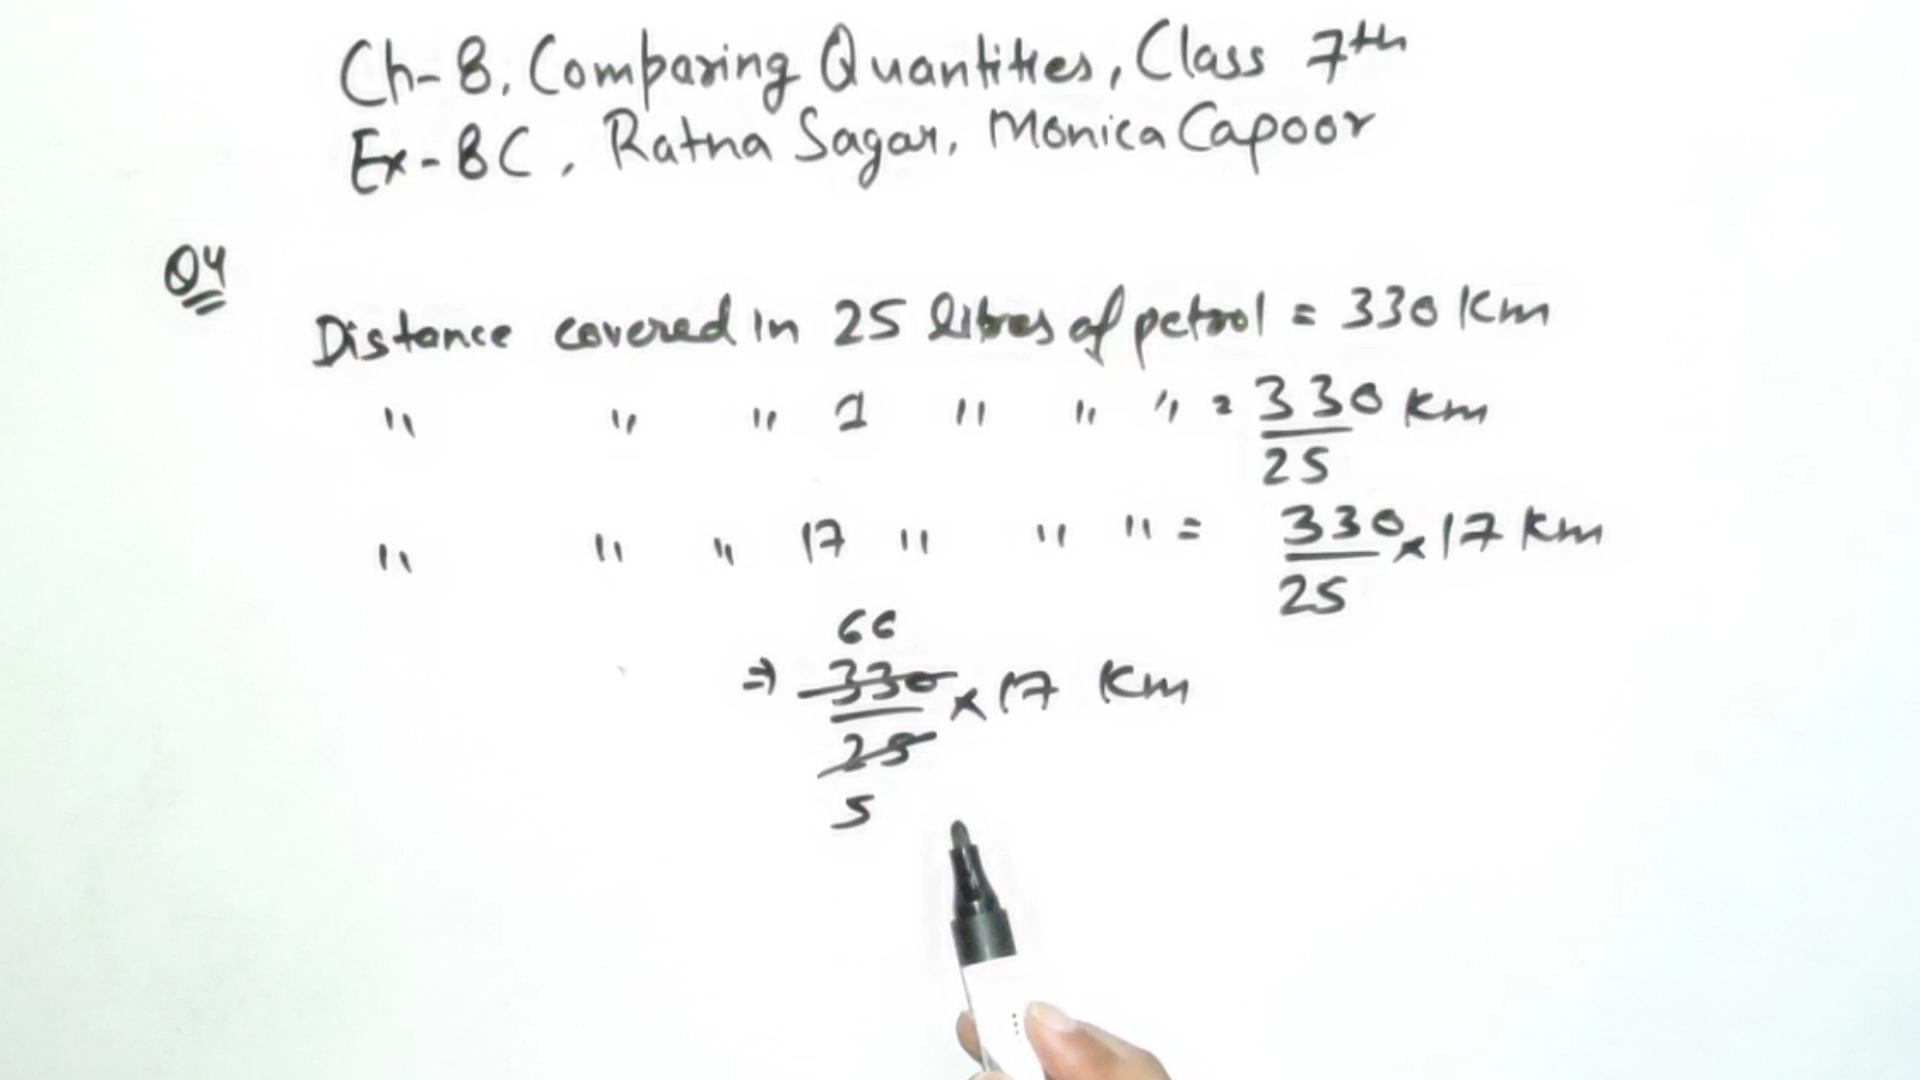 Ch-8, Comparing Quantities, Class 7th
Ex-8C, Ratna Sagar, Monica Capoor
Q4
Distance covered in 25 litres of petrol = 330 Km
" " " 1 " " " = 330/25 km
" " " 17 " " " = 330/25 × 17 Km
66
⇒ 330/25 × 17 Km
5